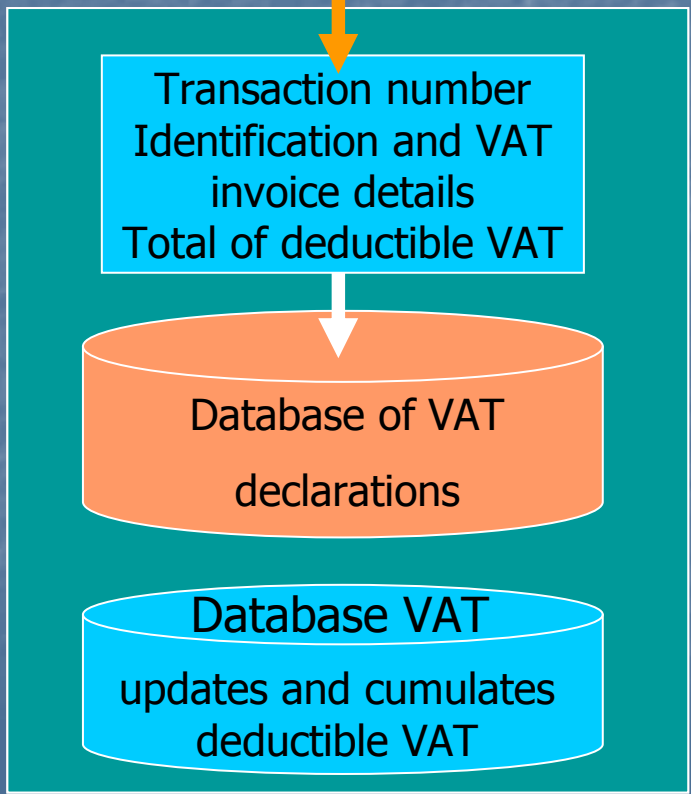 Transaction number
Identification and VAT
invoice details
Total of deductible VAT
Database of VAT
declarations
Database VAT
updates and cumulates
deductible VAT